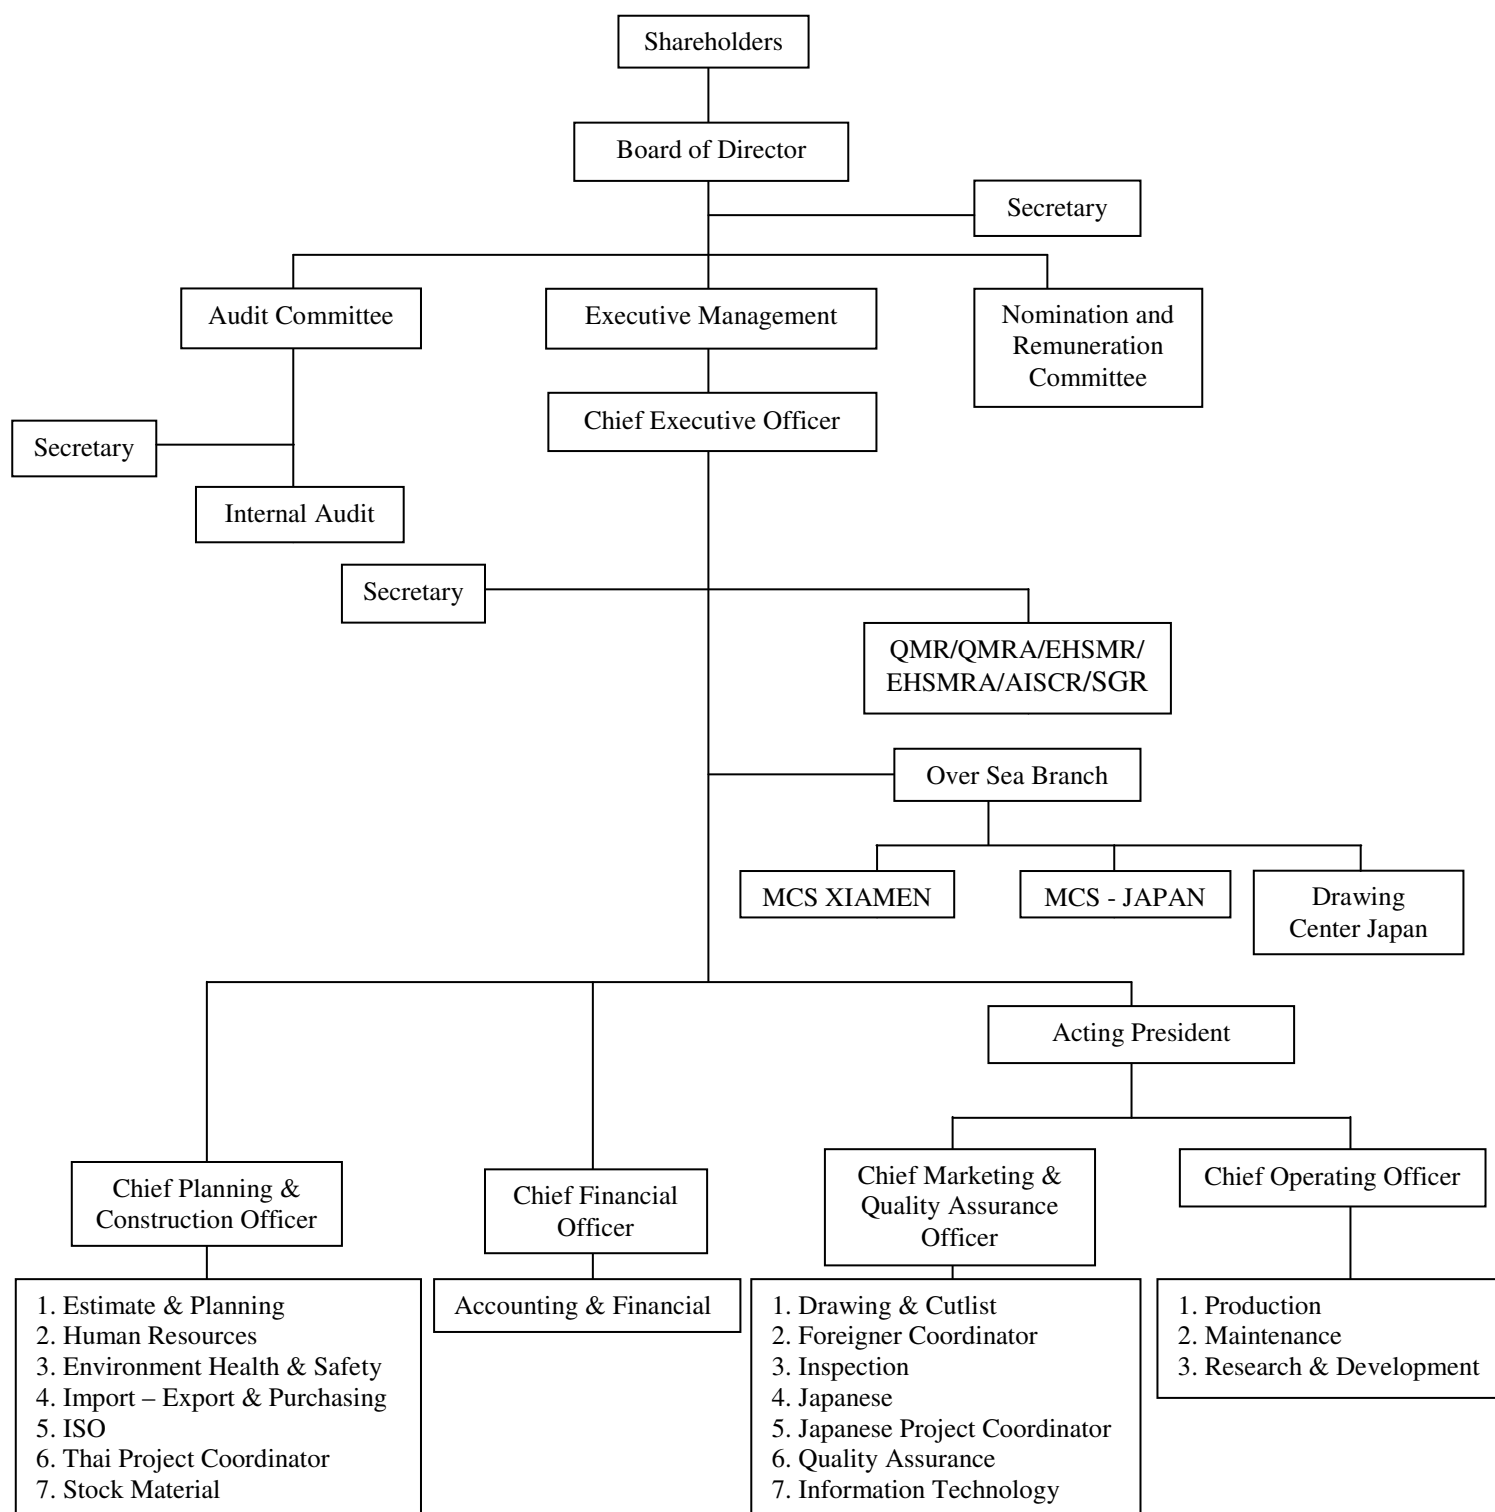 Shareholders
Board of Director
Secretary
Audit Committee
Executive Management
Nomination and
Remuneration
Committee
Chief Executive Officer
Secretary
Internal Audit
Secretary
QMR/QMRA/EHSMR/
EHSMRA/AISCR/SGR
Over Sea Branch
MCS XIAMEN
MCS - JAPAN
Drawing
Center Japan
Acting President
Chief Planning &
Construction Officer
Chief Financial
Officer
Chief Marketing &
Quality Assurance
Officer
Chief Operating Officer
1. Estimate & Planning
2. Human Resources
3. Environment Health & Safety
4. Import – Export & Purchasing
5. ISO
6. Thai Project Coordinator
7. Stock Material
Accounting & Financial
1. Drawing & Cutlist
2. Foreigner Coordinator
3. Inspection
4. Japanese
5. Japanese Project Coordinator
6. Quality Assurance
7. Information Technology
1. Production
2. Maintenance
3. Research & Development